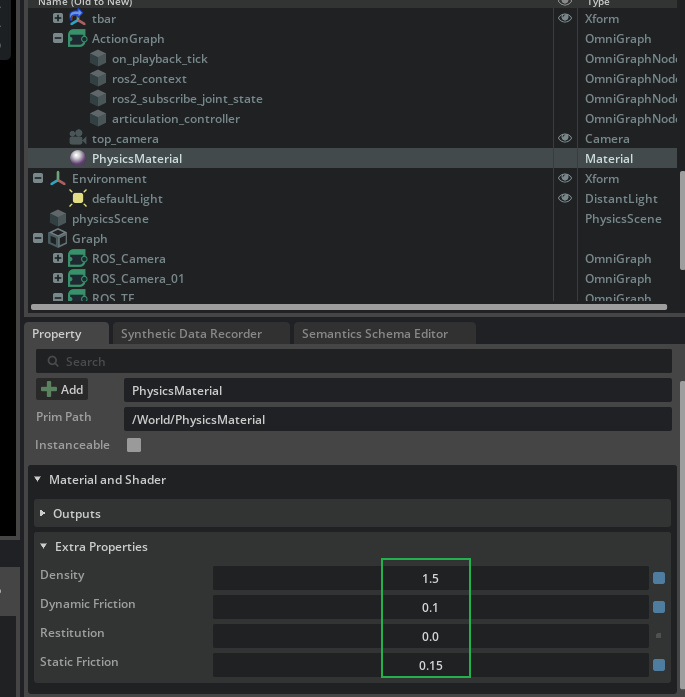 Name (Old to New) Type
tbar Xform
ActionGraph OmniGraph
on_playback_tick OmniGraphNode
ros2_context OmniGraphNode
ros2_subscribe_joint_state OmniGraphNode
articulation_controller OmniGraphNode
top_camera Camera
PhysicsMaterial Material
Environment Xform
defaultLight DistantLight
physicsScene PhysicsScene
Graph
ROS_Camera OmniGraph
ROS_Camera_01 OmniGraph
ROS_TF OmniGraph
Property Synthetic Data Recorder Semantics Schema Editor
Search
Add PhysicsMaterial
Prim Path /World/PhysicsMaterial
Instanceable
Material and Shader
Outputs
Extra Properties
Density 1.5
Dynamic Friction 0.1
Restitution 0.0
Static Friction 0.15